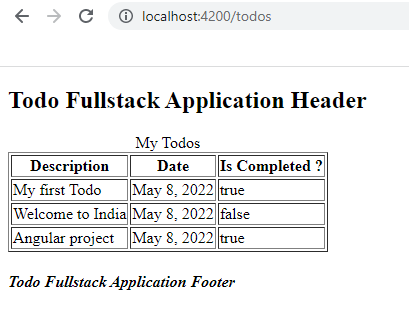 localhost:4200/todos
Todo Fullstack Application Header
My Todos
Description Date Is Completed ?
My first Todo May 8, 2022 true
Welcome to India May 8, 2022 false
Angular project May 8, 2022 true
Todo Fullstack Application Footer